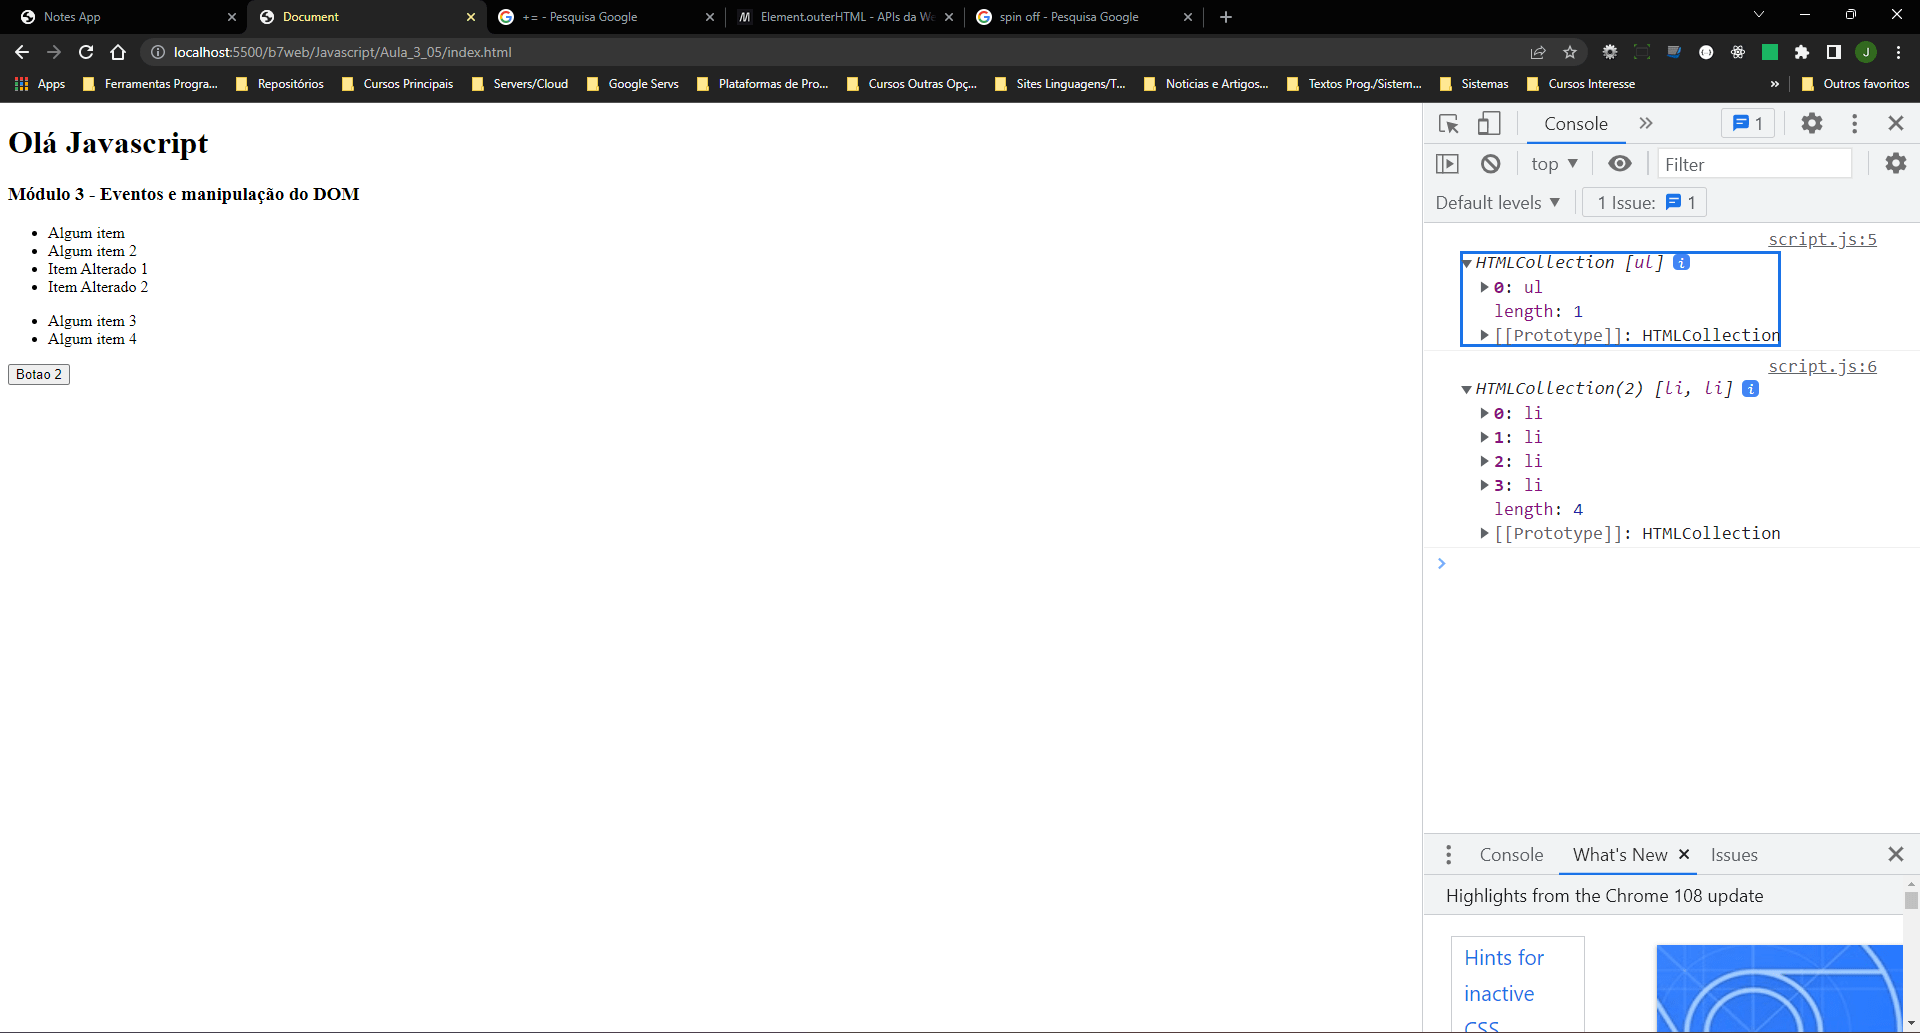 Notes App
Document
+= - Pesquisa Google
Element.outerHTML - APIs da We
spin off - Pesquisa Google
localhost:5500/b7web/Javascript/Aula_3_05/index.html
J
Apps
Ferramentas Progra...
Repositórios
Cursos Principais
Servers/Cloud
Google Servs
Plataformas de Pro...
Cursos Outras Opç...
Sites Linguagens/T...
Noticias e Artigos...
Textos Prog./Sistem...
Sistemas
Cursos Interesse
»
Outros favoritos
Olá Javascript
Módulo 3 - Eventos e manipulação do DOM
• Algum item
• Algum item 2
• Item Alterado 1
• Item Alterado 2
• Algum item 3
• Algum item 4
Botao 2
Console
»
1
top
Filter
Default levels
1 Issue: 1
script.js:5
HTMLCollection [ul] i
0: ul
length: 1
[[Prototype]]: HTMLCollection
script.js:6
HTMLCollection(2) [li, li] i
0: li
1: li
2: li
3: li
length: 4
[[Prototype]]: HTMLCollection
Console
What's New
Issues
Highlights from the Chrome 108 update
Hints for
inactive
CSS